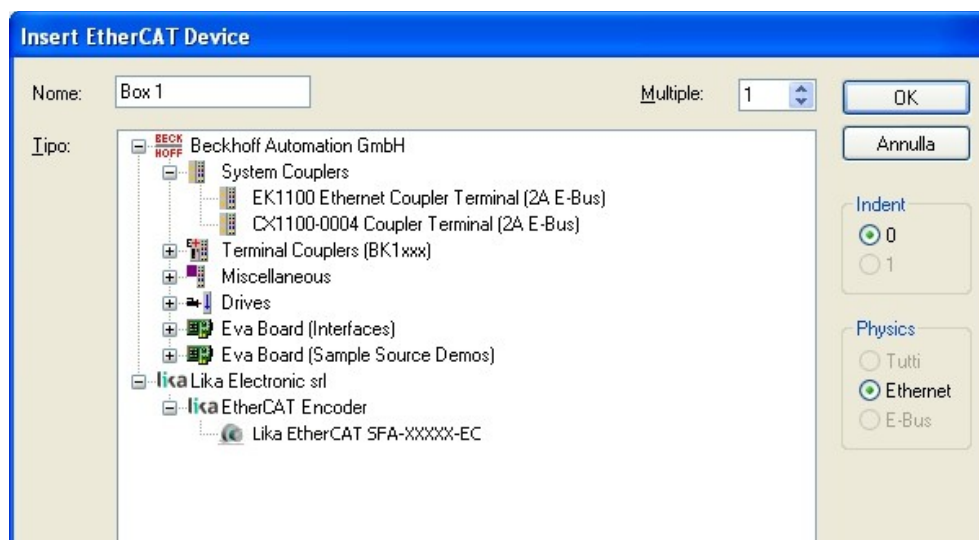 Insert EtherCAT Device
Nome: Box 1 Multiple: 1 OK
Tipo: BECKHOFF Beckhoff Automation GmbH Annulla
System Couplers
EK1100 Ethernet Coupler Terminal (2A E-Bus)
CX1100-0004 Coupler Terminal (2A E-Bus)
Terminal Couplers (BK1xxx)
Miscellaneous
Drives
Eva Board (Interfaces)
Eva Board (Sample Source Demos)
lika Lika Electronic srl
lika EtherCAT Encoder
Lika EtherCAT SFA-XXXXX-EC
Indent
0
1
Physics
Tutti
Ethernet
E-Bus